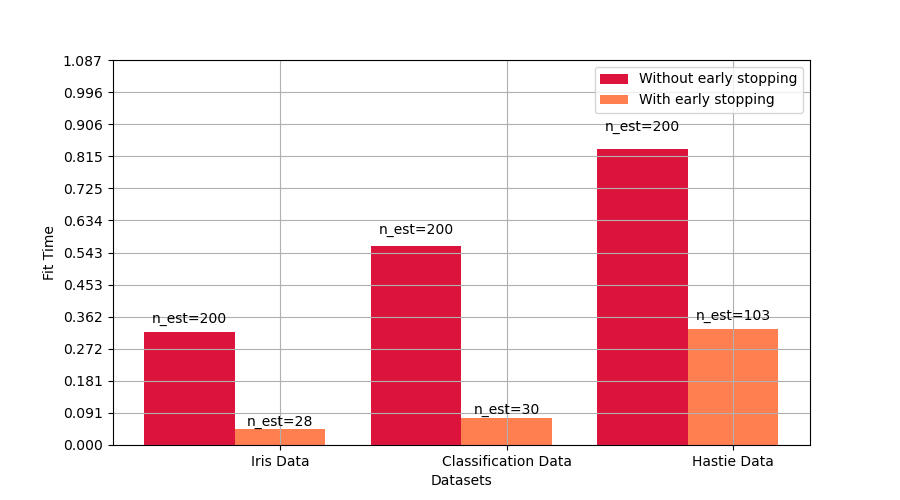 1.087
0.996
0.906
0.815
0.725
0.634
0.543
0.453
0.362
0.272
0.181
0.091
0.000
Fit Time
Without early stopping
With early stopping
n_est=200
n_est=28
n_est=200
n_est=30
n_est=200
n_est=103
Iris Data
Classification Data
Hastie Data
Datasets